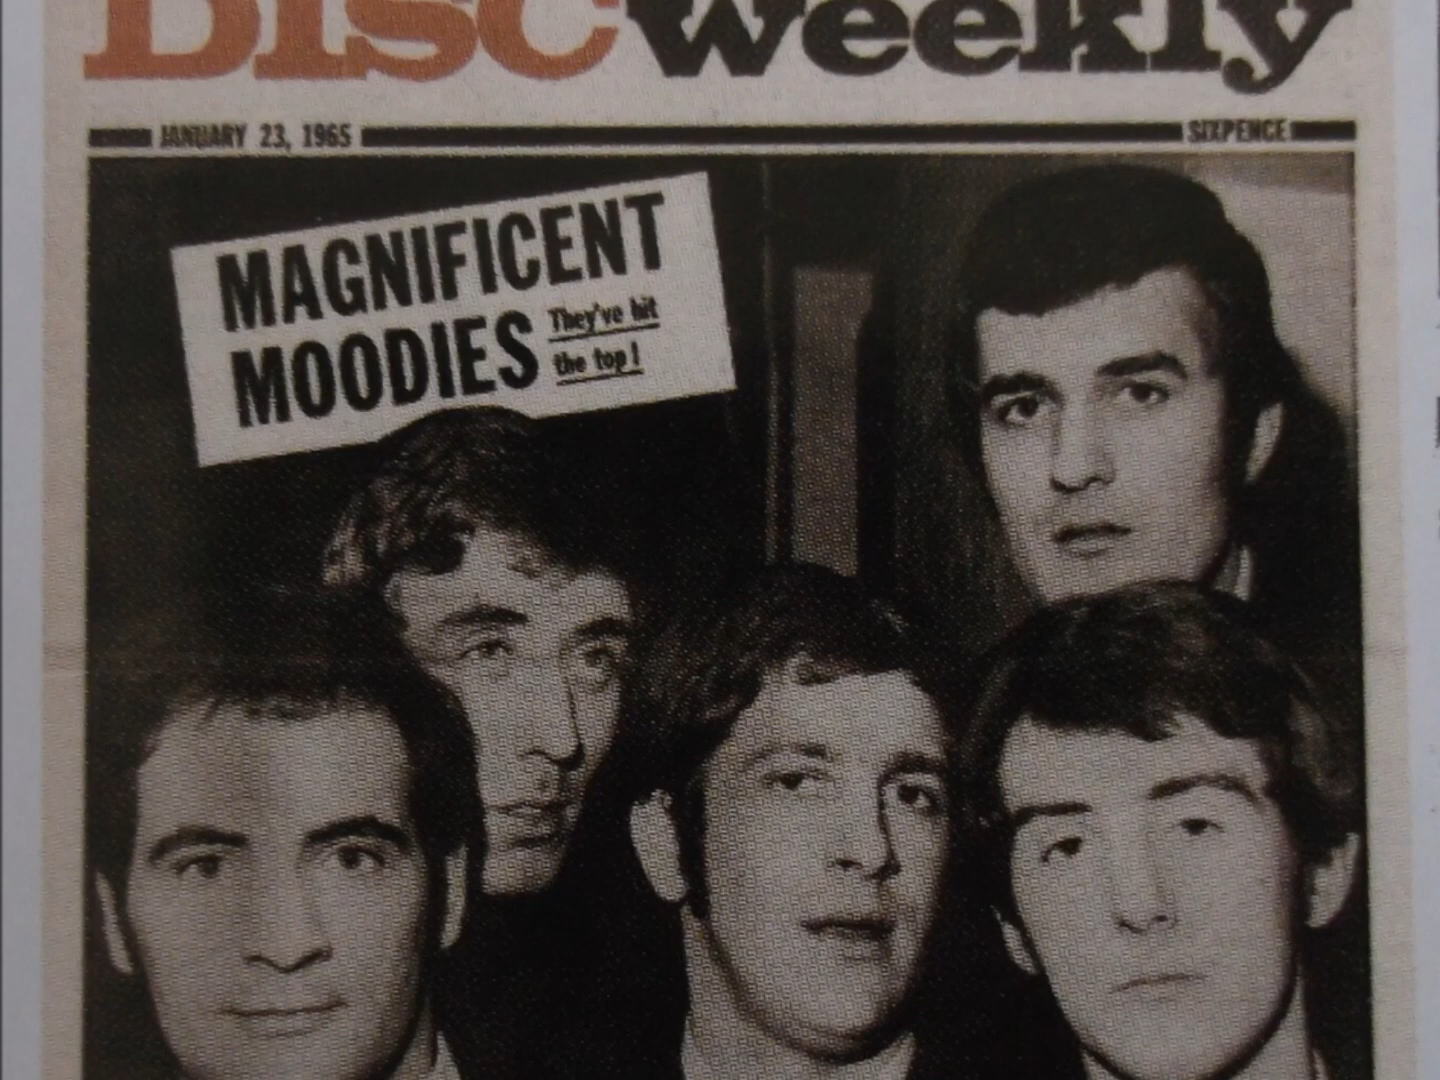 DISC weekly
JANUARY 23, 1965 SIXPENCE
MAGNIFICENT
MOODIES They've hit
the top!